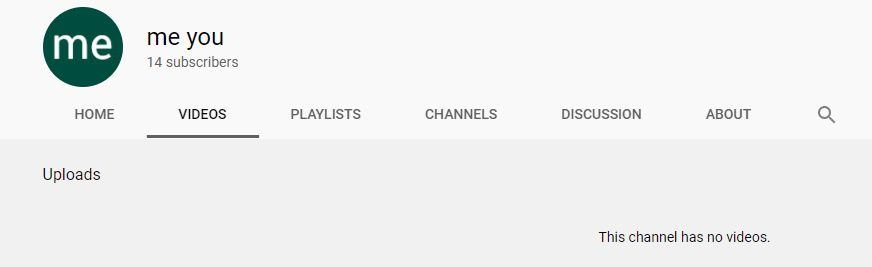 me
me you
14 subscribers
HOME VIDEOS PLAYLISTS CHANNELS DISCUSSION ABOUT
Uploads
This channel has no videos.